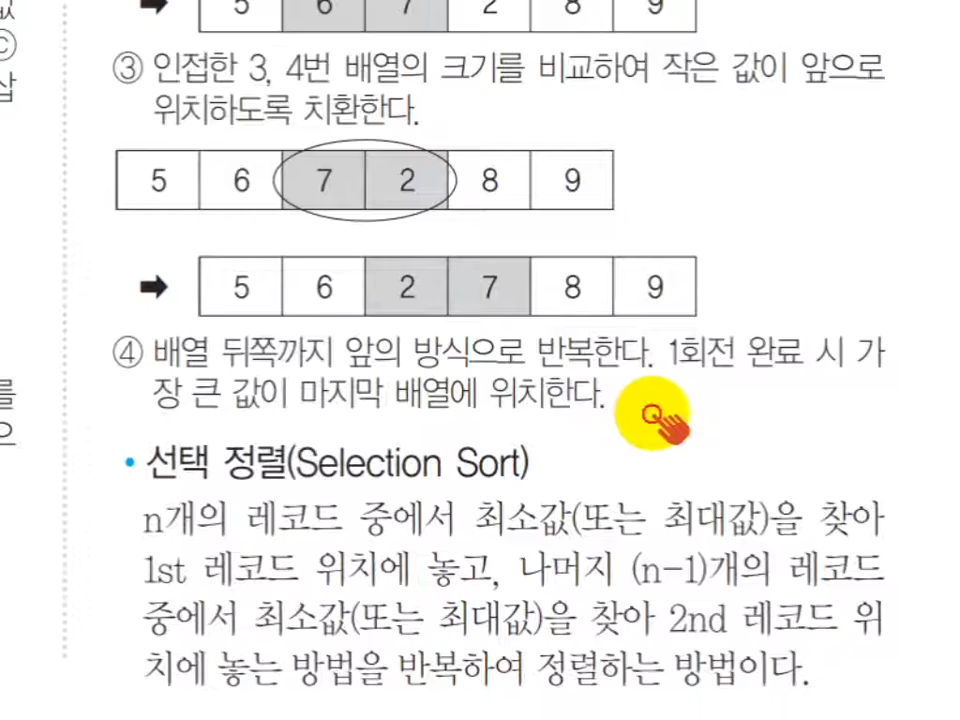 ➡ 5 6 7 2 8 9
ⓒ
③ 인접한 3, 4번 배열의 크기를 비교하여 작은 값이 앞으로
위치하도록 치환한다.
5 6 7 2 8 9
➡ 5 6 2 7 8 9
④ 배열 뒤쪽까지 앞의 방식으로 반복한다. 1회전 완료 시 가
장 큰 값이 마지막 배열에 위치한다.
를
으
• 선택 정렬(Selection Sort)
n개의 레코드 중에서 최소값(또는 최대값)을 찾아
1st 레코드 위치에 놓고, 나머지 (n-1)개의 레코드
중에서 최소값(또는 최대값)을 찾아 2nd 레코드 위
치에 놓는 방법을 반복하여 정렬하는 방법이다.